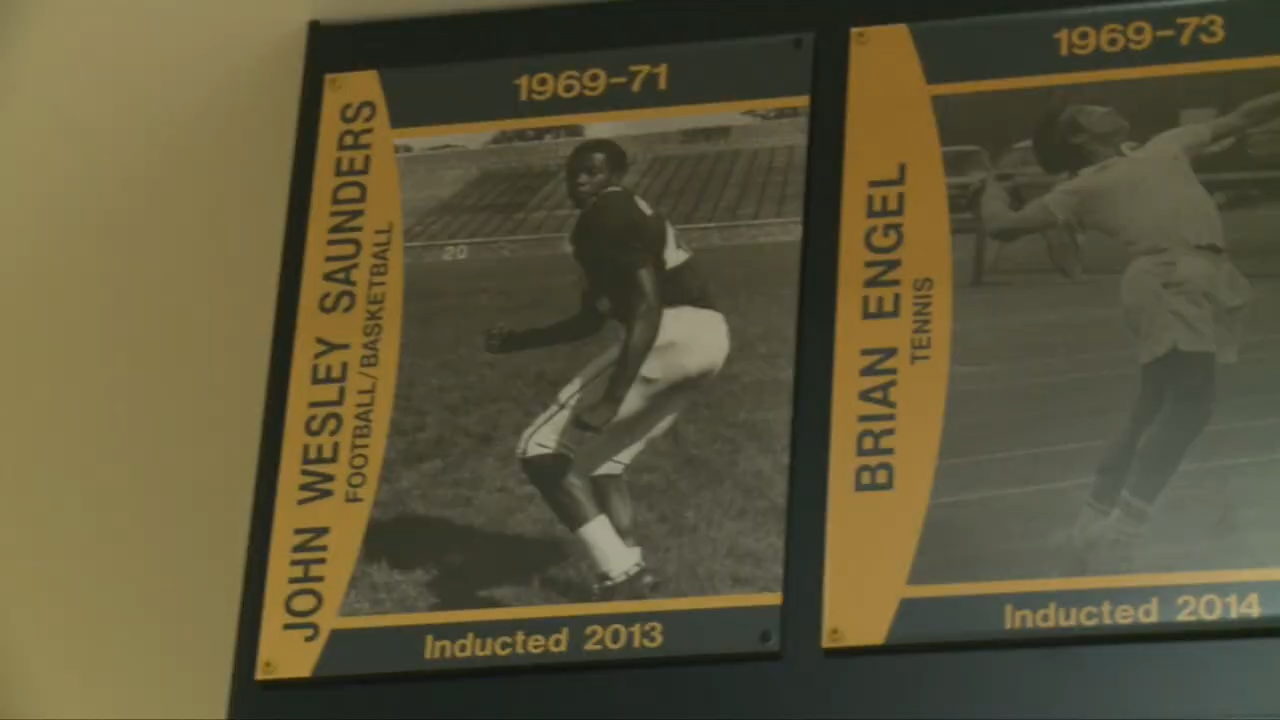 1969-71
JOHN WESLEY SAUNDERS
FOOTBALL/BASKETBALL
20
Inducted 2013
1969-73
BRIAN ENGEL
TENNIS
Inducted 2014